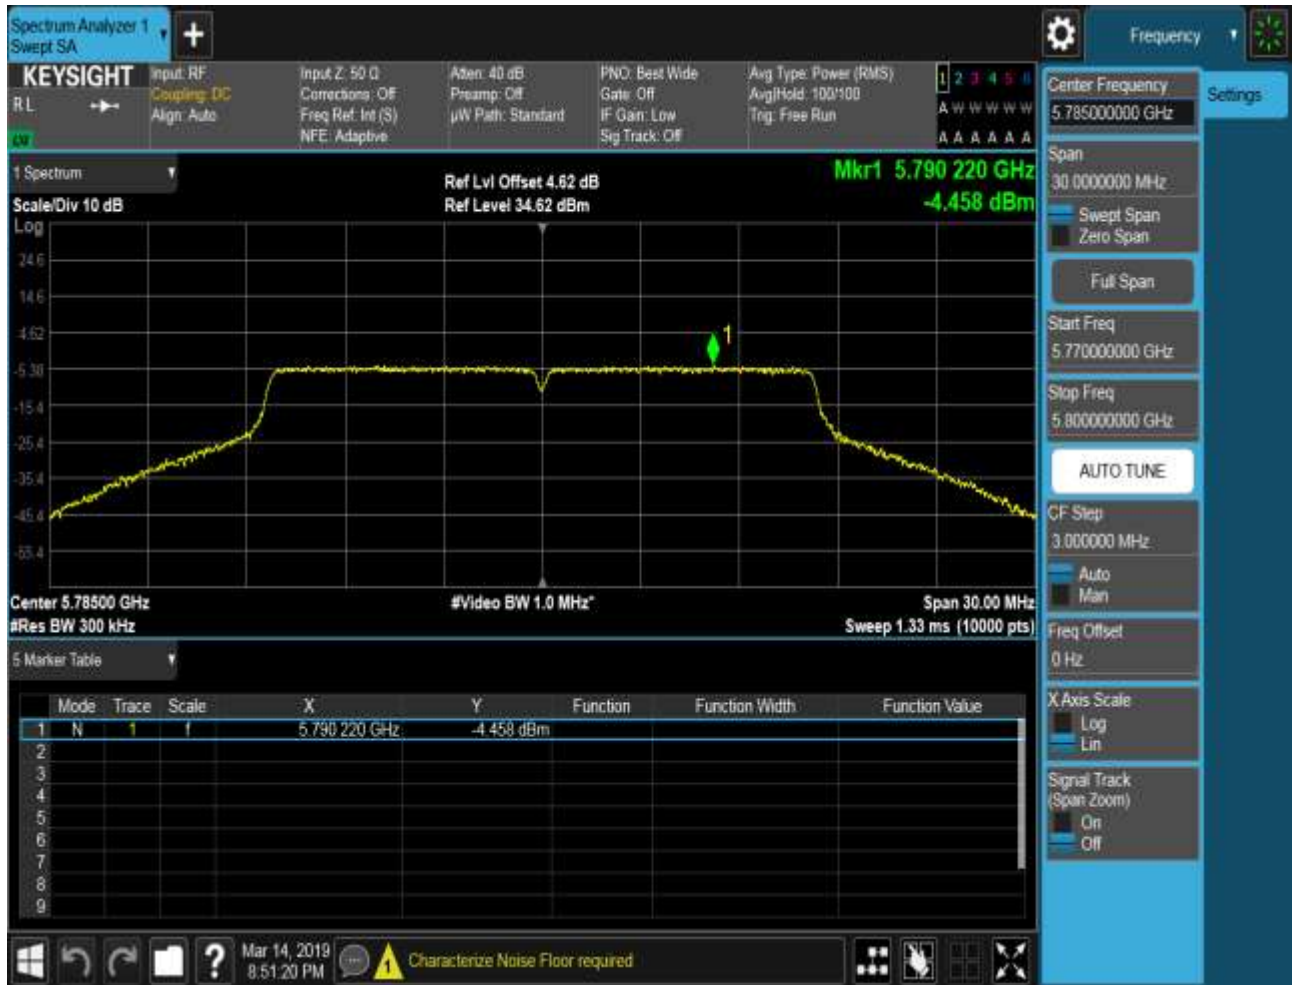 Spectrum Analyzer 1
Swept SA
Frequency
KEYSIGHT
RL
Input: RF
Coupling: DC
Align: Auto
Input Z: 50 Ω
Corrections: Off
Freq Ref: Int (S)
NFE: Adaptive
Atten: 40 dB
Preamp: Off
µW Path: Standard
PNO: Best Wide
Gate: Off
IF Gain: Low
Sig Track: Off
Avg Type: Power (RMS)
Avg|Hold: 100/100
Trig: Free Run
1 2 3 4 5 6
A W W W W W
A A A A A A
1 Spectrum
Scale/Div 10 dB
Ref Lvl Offset 4.62 dB
Ref Level 34.62 dBm
Mkr1 5.790 220 GHz
-4.458 dBm
Log
24.6
14.6
4.62
-5.38
-15.4
-25.4
-35.4
-45.4
-55.4
1
Center 5.78500 GHz
#Res BW 300 kHz
#Video BW 1.0 MHz*
Span 30.00 MHz
Sweep 1.33 ms (10000 pts)
5 Marker Table
Mode Trace Scale X Y Function Function Width Function Value
1 N 1 f 5.790 220 GHz -4.458 dBm
2
3
4
5
6
7
8
9
Mar 14, 2019
8:51:20 PM
?
1
Characterize Noise Floor required
Settings
Center Frequency
5.785000000 GHz
Span
30.0000000 MHz
Swept Span
Zero Span
Full Span
Start Freq
5.770000000 GHz
Stop Freq
5.800000000 GHz
AUTO TUNE
CF Step
3.000000 MHz
Auto
Man
Freq Offset
0 Hz
X Axis Scale
Log
Lin
Signal Track
(Span Zoom)
On
Off